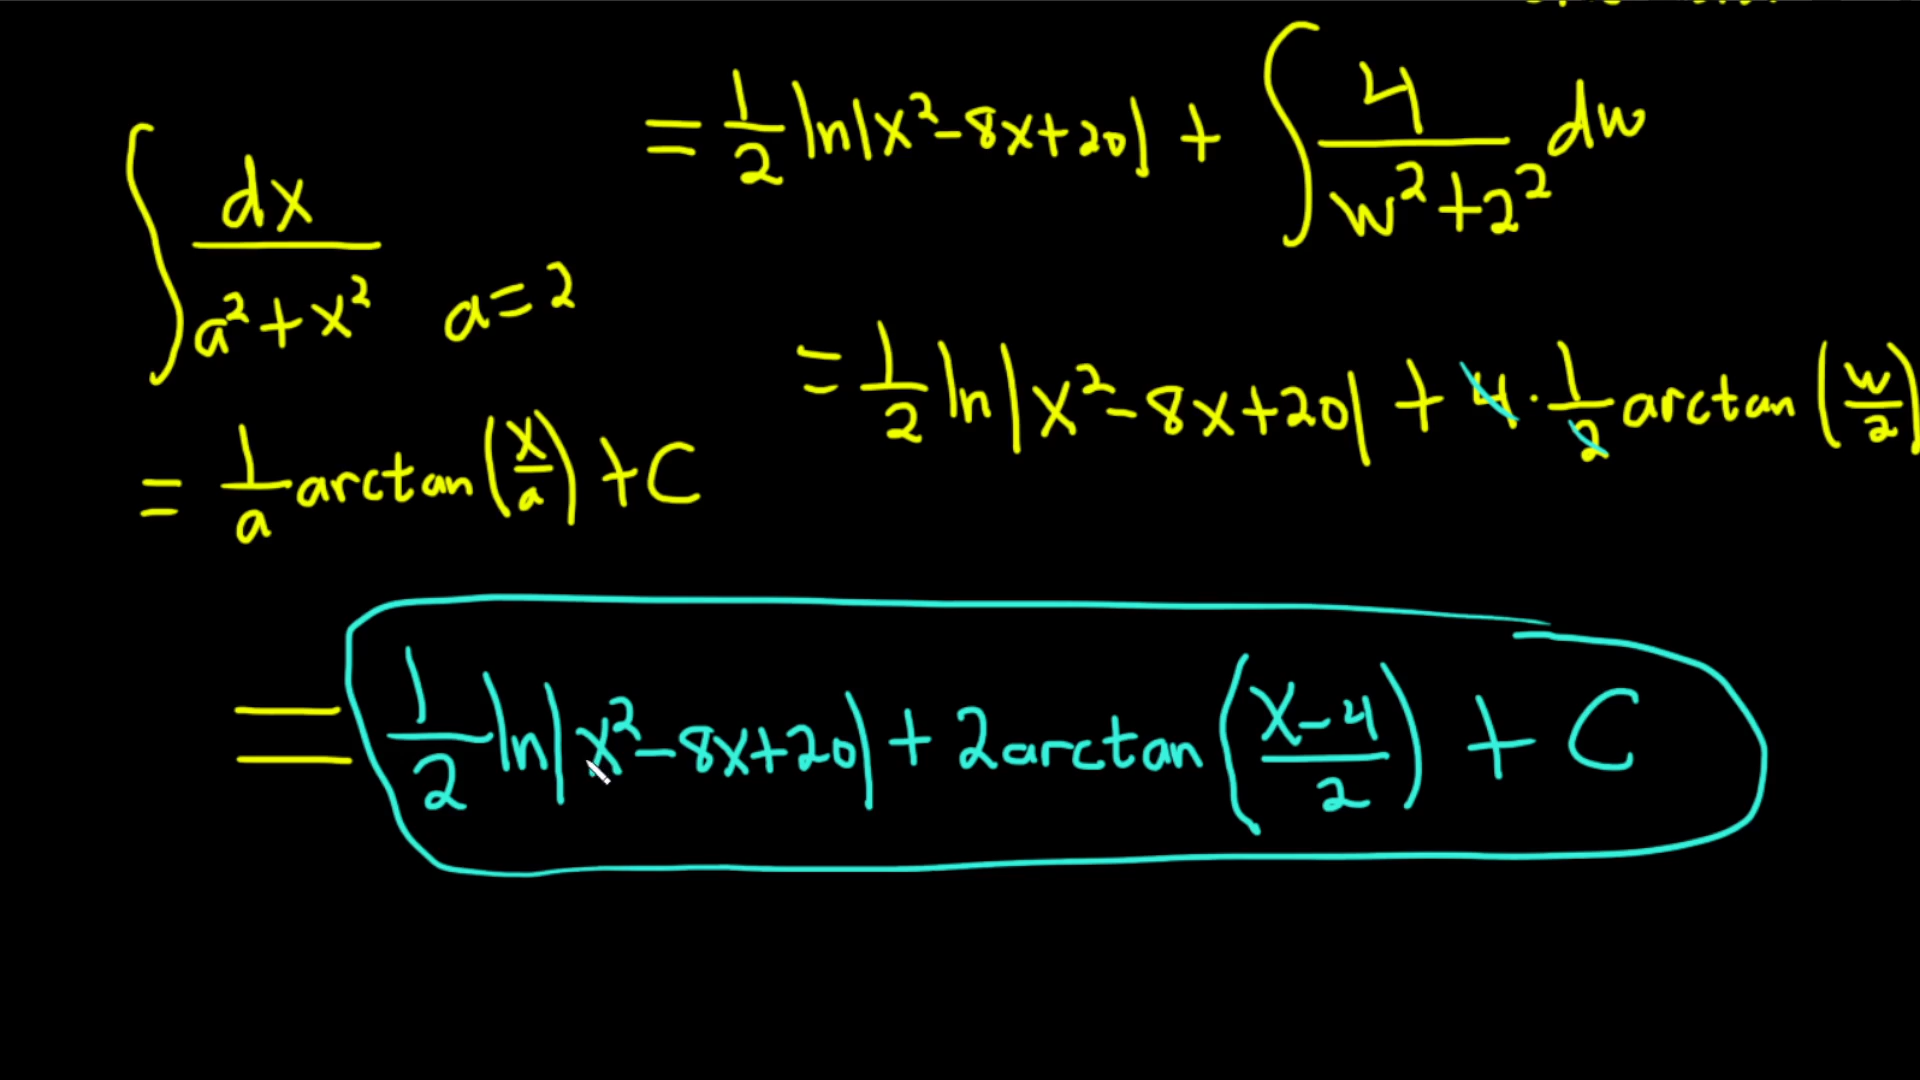 = 1/2 ln|x²-8x+20| + ∫ 4/(w²+2²) dw
∫ dx/(a²+x²) a=2
= 1/2 ln|x²-8x+20| + 4·1/2 arctan(w/2)
= 1/a arctan(x/a) + C
= 1/2 ln|x²-8x+20| + 2arctan((x-4)/2) + C